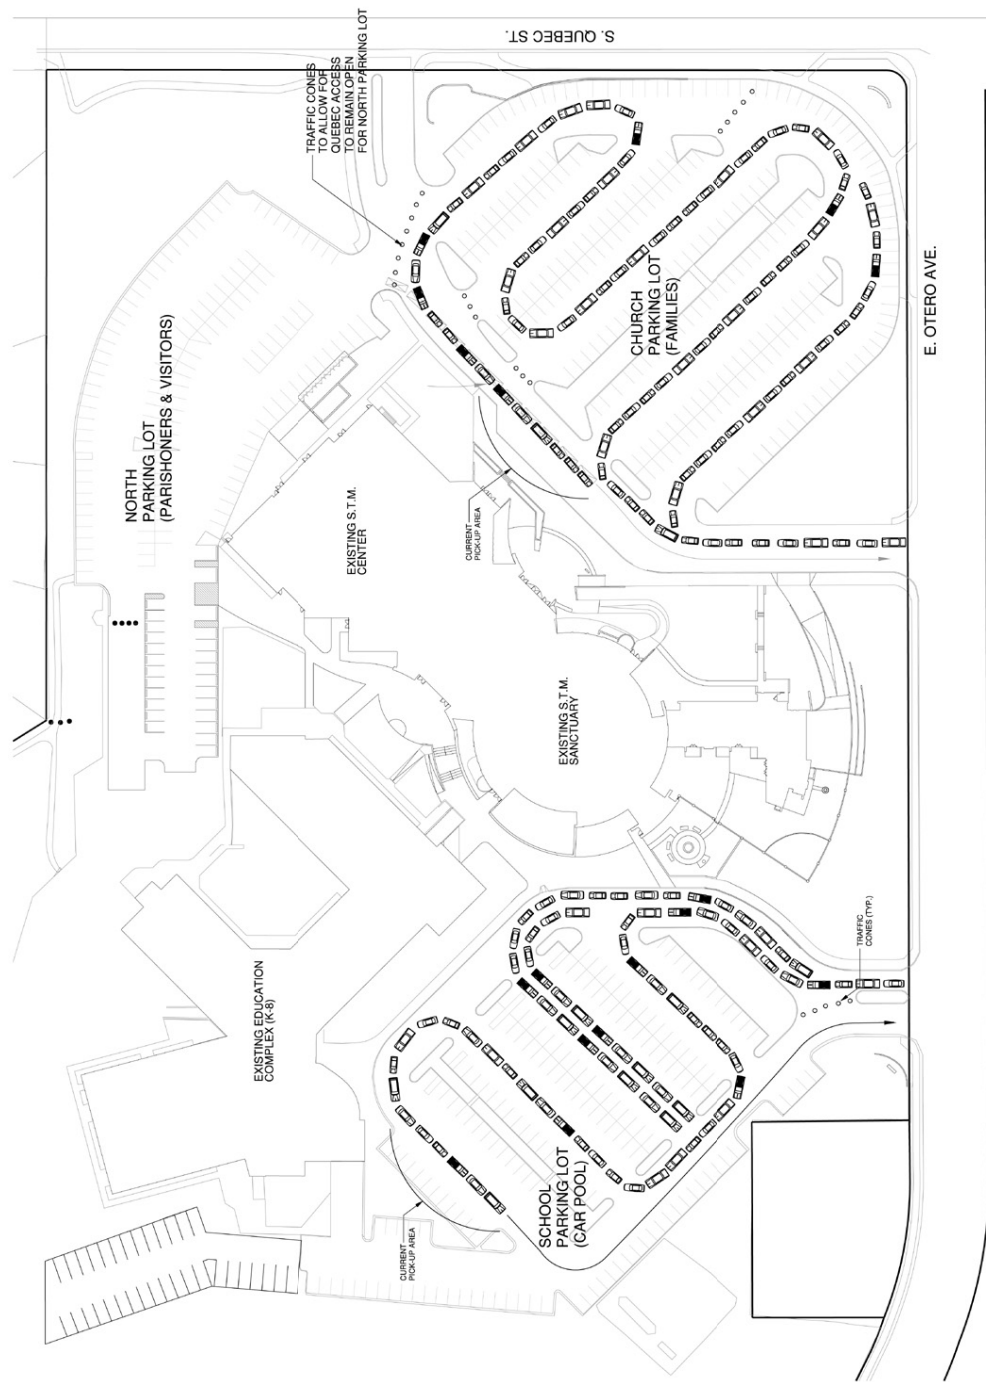 S. QUEBEC ST.
TRAFFIC CONES
TO ALLOW FOR
QUEBEC ACCESS
TO REMAIN OPEN
FOR NORTH PARKING LOT
NORTH
PARKING LOT
(PARISHONERS & VISITORS)
CHURCH
PARKING LOT
(FAMILIES)
E. OTERO AVE.
EXISTING S.T.M.
CENTER
CURRENT
PICK-UP AREA
EXISTING S.T.M.
SANCTUARY
EXISTING EDUCATION
COMPLEX (K-8)
TRAFFIC
CONES (TYP.)
SCHOOL
PARKING LOT
(CAR POOL)
CURRENT
PICK-UP AREA